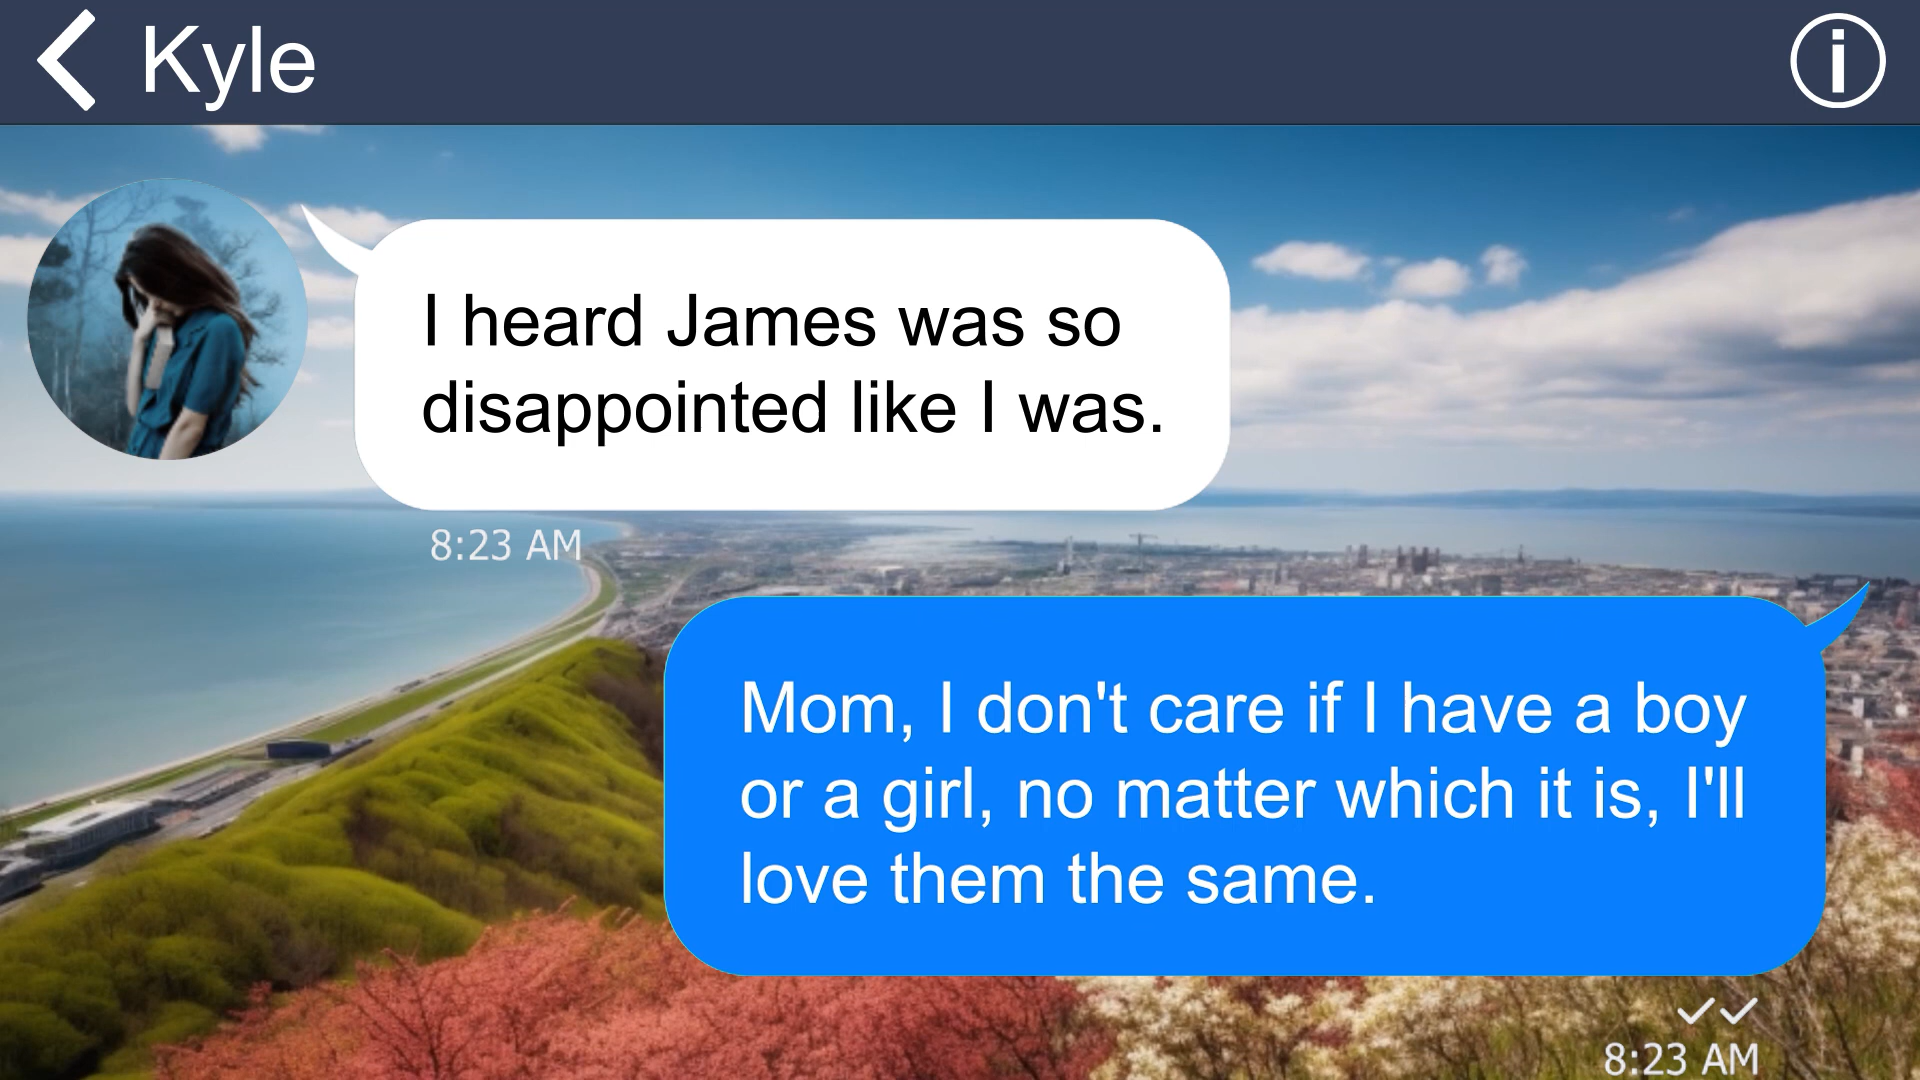 Kyle
I heard James was so
disappointed like I was.
8:23 AM
Mom, I don't care if I have a boy
or a girl, no matter which it is, I'll
love them the same.
8:23 AM